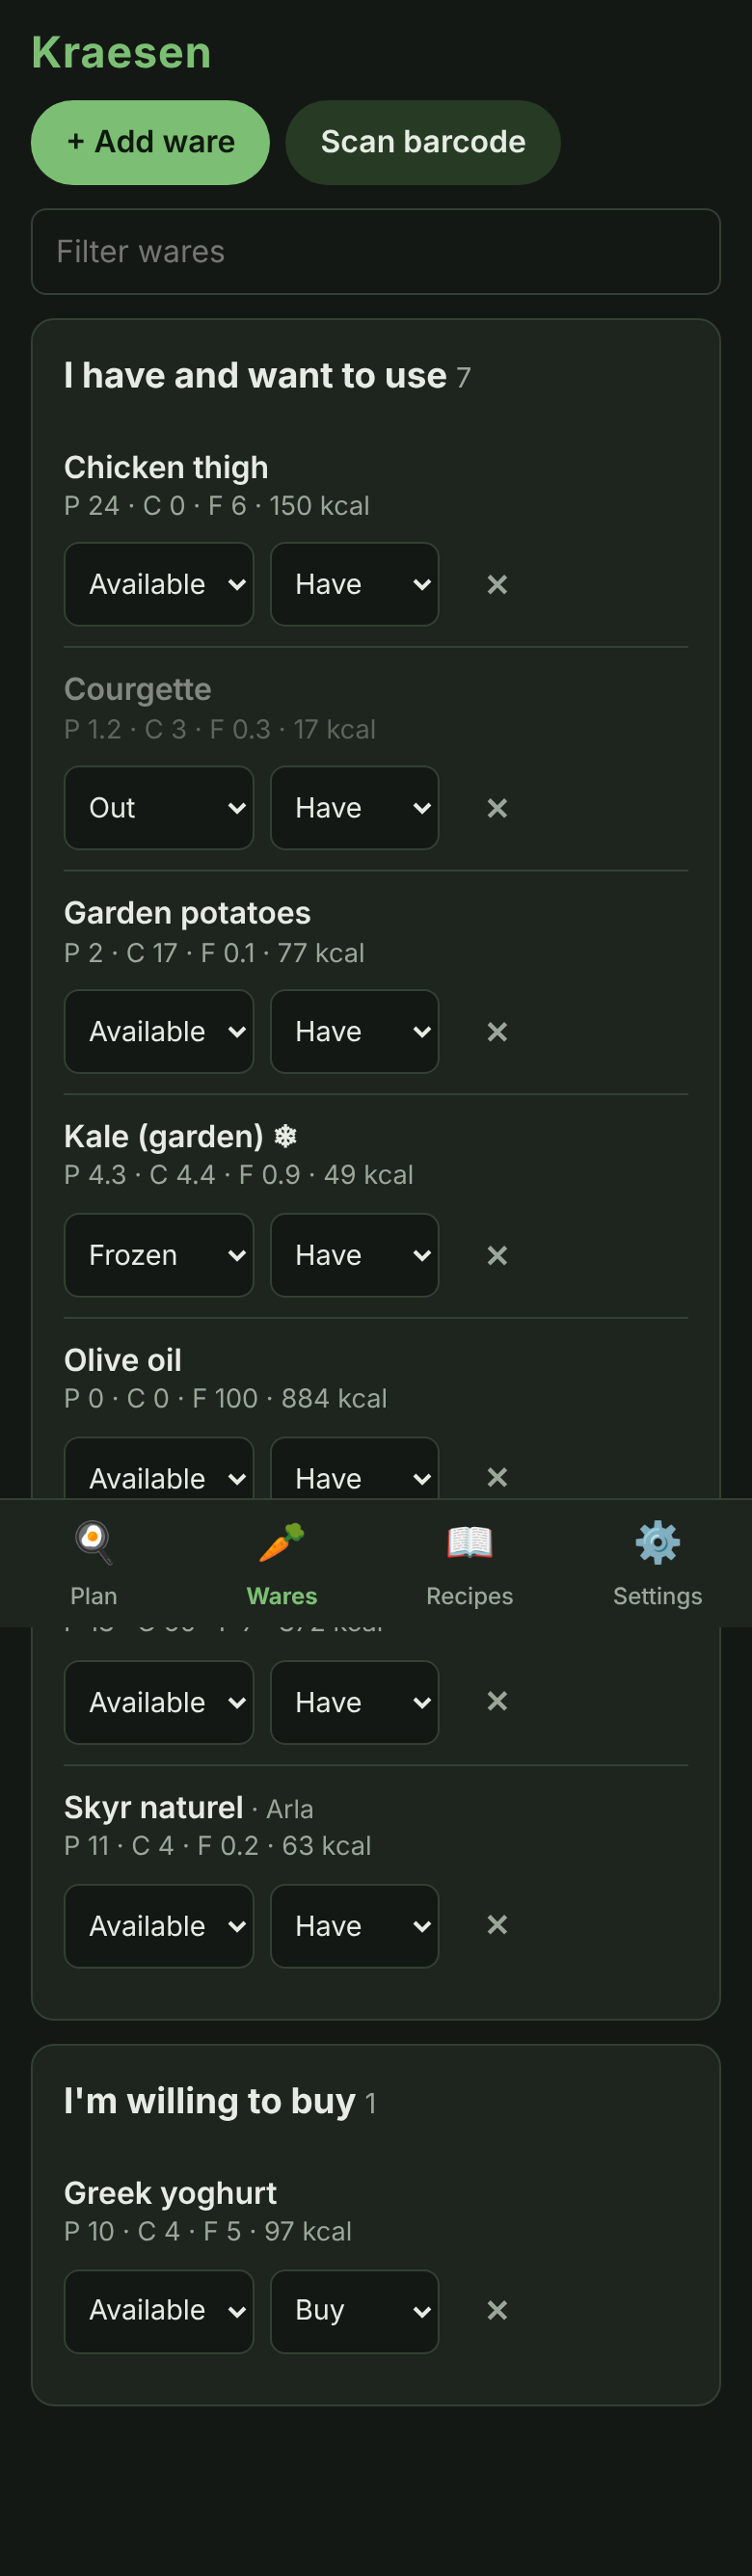 Kraesen
+ Add ware
Scan barcode
Filter wares
I have and want to use 7
Chicken thigh
P 24 · C 0 · F 6 · 150 kcal
Available
Have
✕
Courgette
P 1.2 · C 3 · F 0.3 · 17 kcal
Out
Have
✕
Garden potatoes
P 2 · C 17 · F 0.1 · 77 kcal
Available
Have
✕
Kale (garden) ❄
P 4.3 · C 4.4 · F 0.9 · 49 kcal
Frozen
Have
✕
Olive oil
P 0 · C 0 · F 100 · 884 kcal
Available
Have
✕
Plan
Wares
Recipes
Settings
Available
Have
✕
Skyr naturel · Arla
P 11 · C 4 · F 0.2 · 63 kcal
Available
Have
✕
I'm willing to buy 1
Greek yoghurt
P 10 · C 4 · F 5 · 97 kcal
Available
Buy
✕